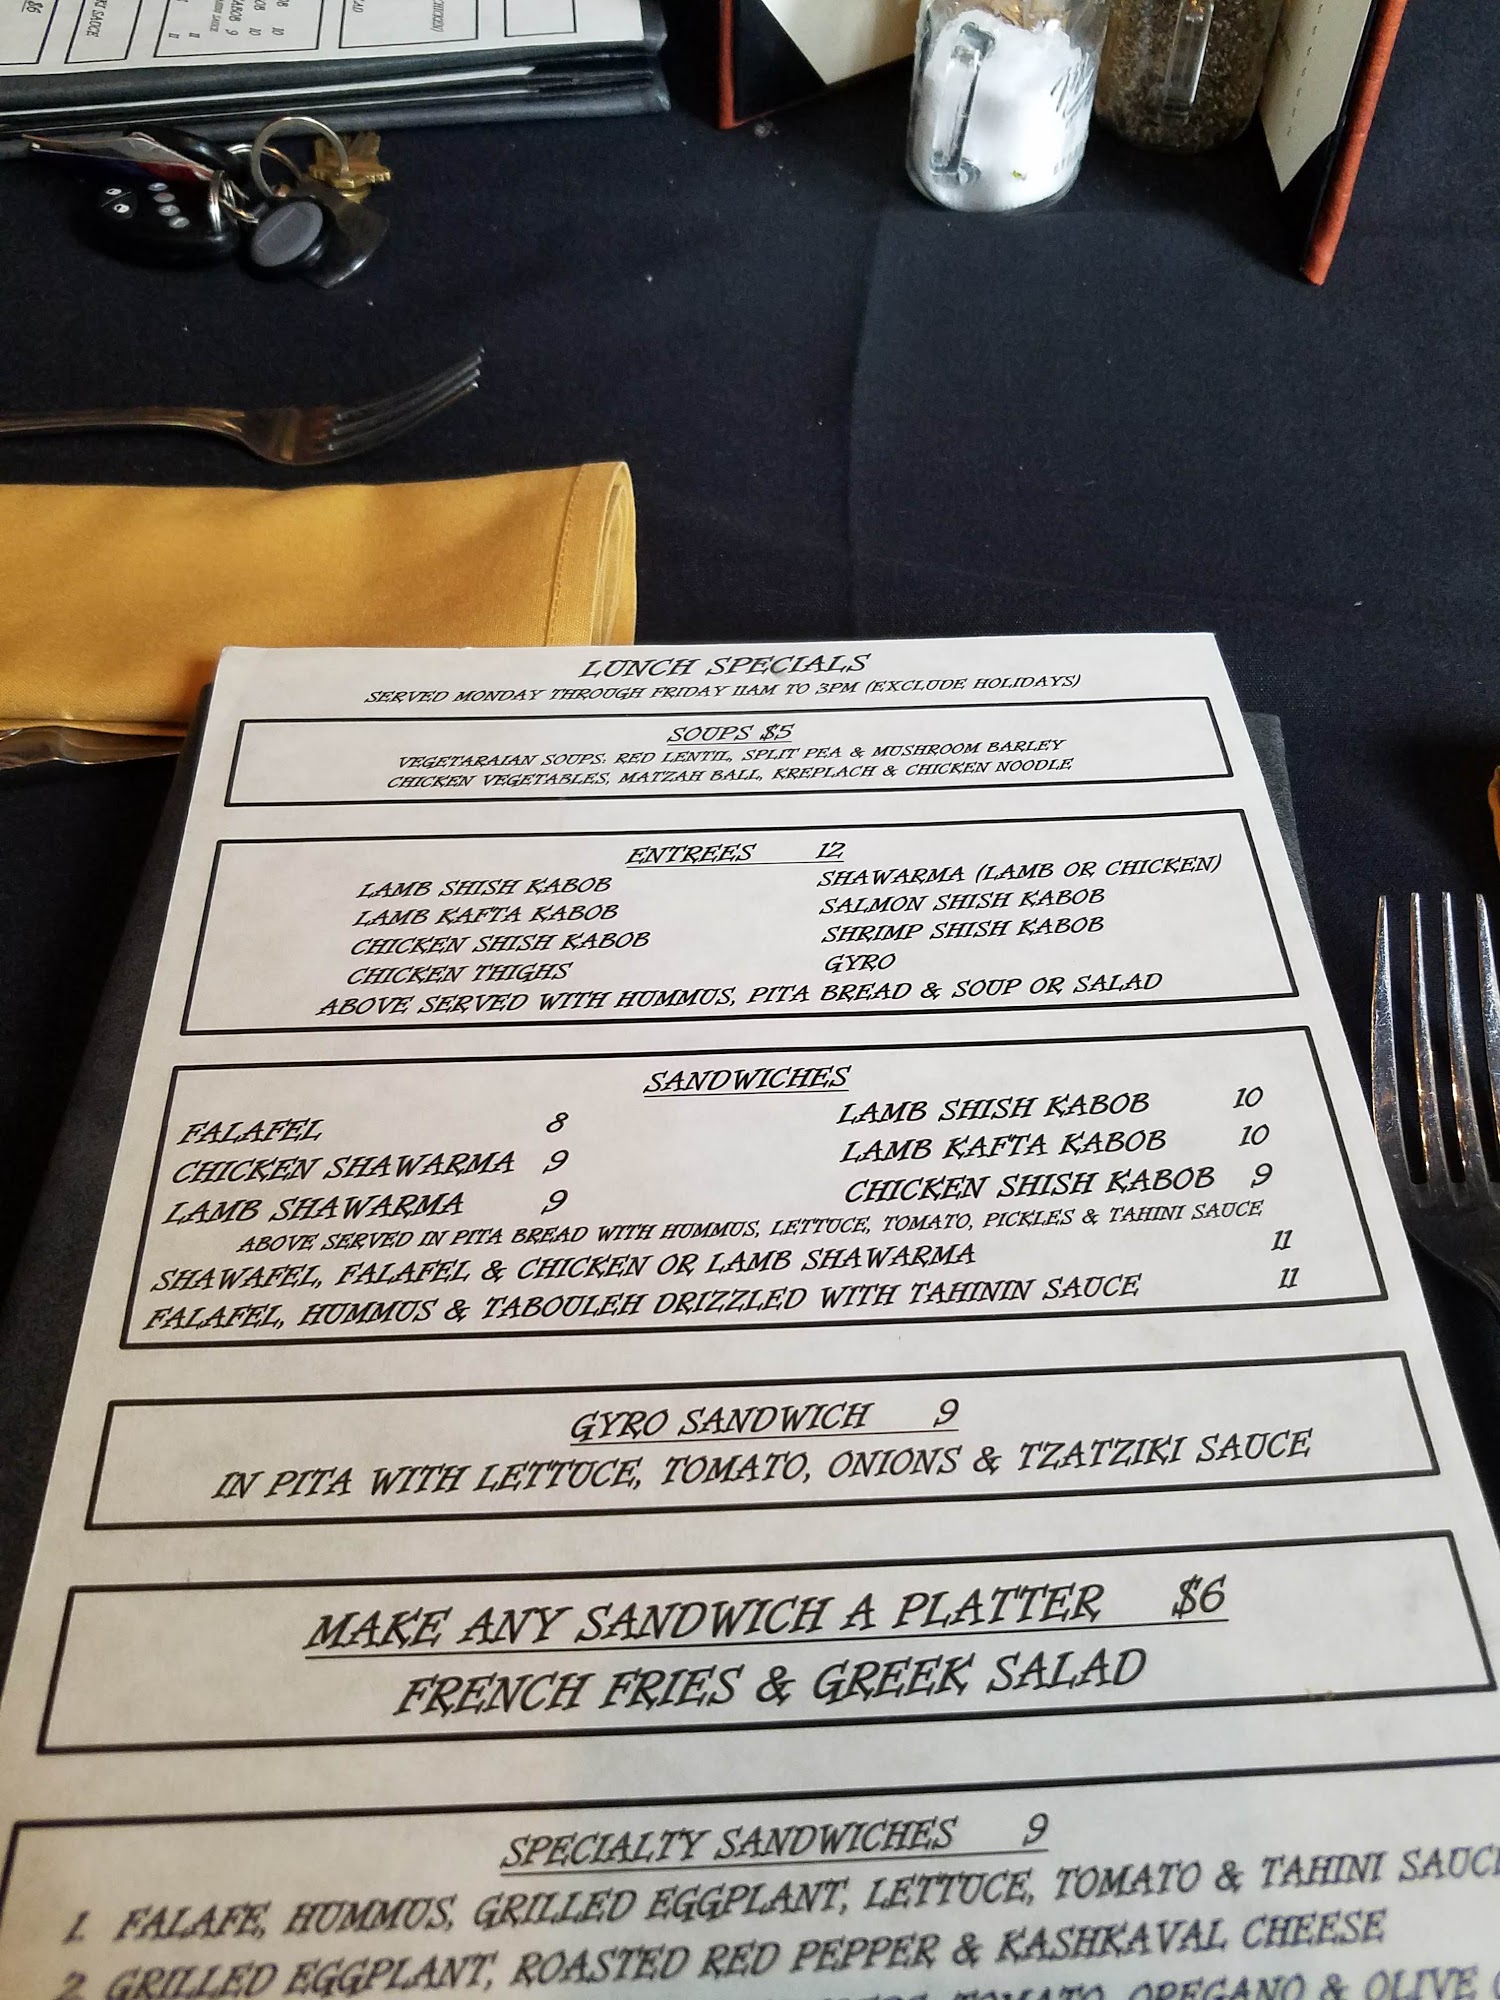 LUNCH SPECIALS
SERVED MONDAY THROUGH FRIDAY 11AM TO 3PM (EXCLUDE HOLIDAYS)
SOUPS $5
VEGETARAIAN SOUPS: RED LENTIL, SPLIT PEA & MUSHROOM BARLEY
CHICKEN VEGETABLES, MATZAH BALL, KREPLACH & CHICKEN NOODLE
ENTREES 12
LAMB SHISH KABOB SHAWARMA (LAMB OR CHICKEN)
LAMB KAFTA KABOB SALMON SHISH KABOB
CHICKEN SHISH KABOB SHRIMP SHISH KABOB
CHICKEN THIGHS GYRO
ABOVE SERVED WITH HUMMUS, PITA BREAD & SOUP OR SALAD
SANDWICHES
FALAFEL 8 LAMB SHISH KABOB 10
CHICKEN SHAWARMA 9 LAMB KAFTA KABOB 10
LAMB SHAWARMA 9 CHICKEN SHISH KABOB 9
ABOVE SERVED IN PITA BREAD WITH HUMMUS, LETTUCE, TOMATO, PICKLES & TAHINI SAUCE
SHAWAFEL, FALAFEL & CHICKEN OR LAMB SHAWARMA 11
FALAFEL, HUMMUS & TABOULEH DRIZZLED WITH TAHININ SAUCE 11
GYRO SANDWICH 9
IN PITA WITH LETTUCE, TOMATO, ONIONS & TZATZIKI SAUCE
MAKE ANY SANDWICH A PLATTER $6
FRENCH FRIES & GREEK SALAD
SPECIALTY SANDWICHES 9
1. FALAFE, HUMMUS, GRILLED EGGPLANT, LETTUCE, TOMATO & TAHINI SAUC
2. GRILLED EGGPLANT, ROASTED RED PEPPER & KASHKAVAL CHEESE
TOMATO, OREGANO & OLIVE